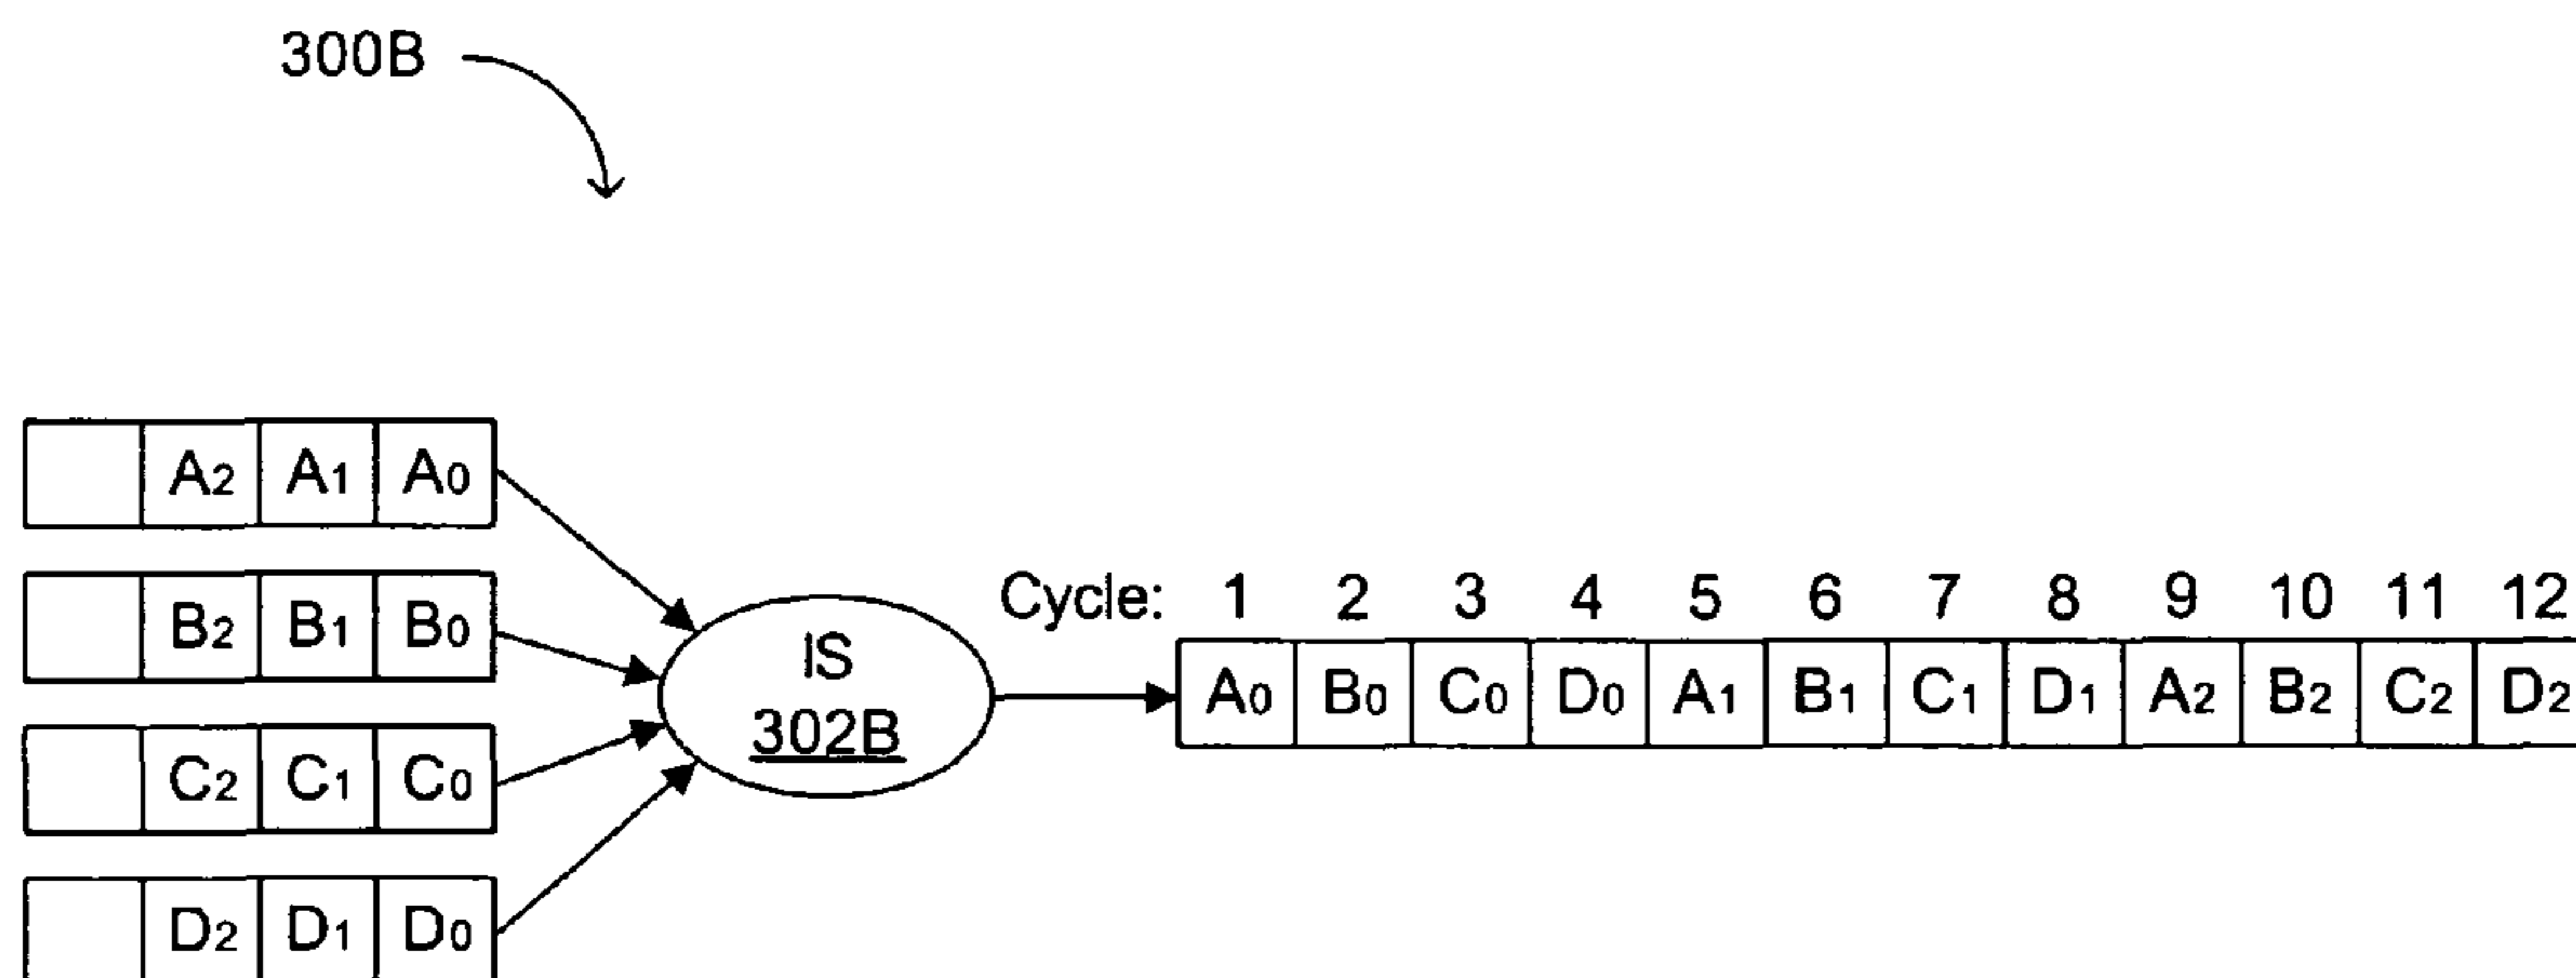 300B
A2 A1 A0
B2 B1 B0
C2 C1 C0
D2 D1 D0
IS
302B
Cycle: 1 2 3 4 5 6 7 8 9 10 11 12
A0 B0 C0 D0 A1 B1 C1 D1 A2 B2 C2 D2